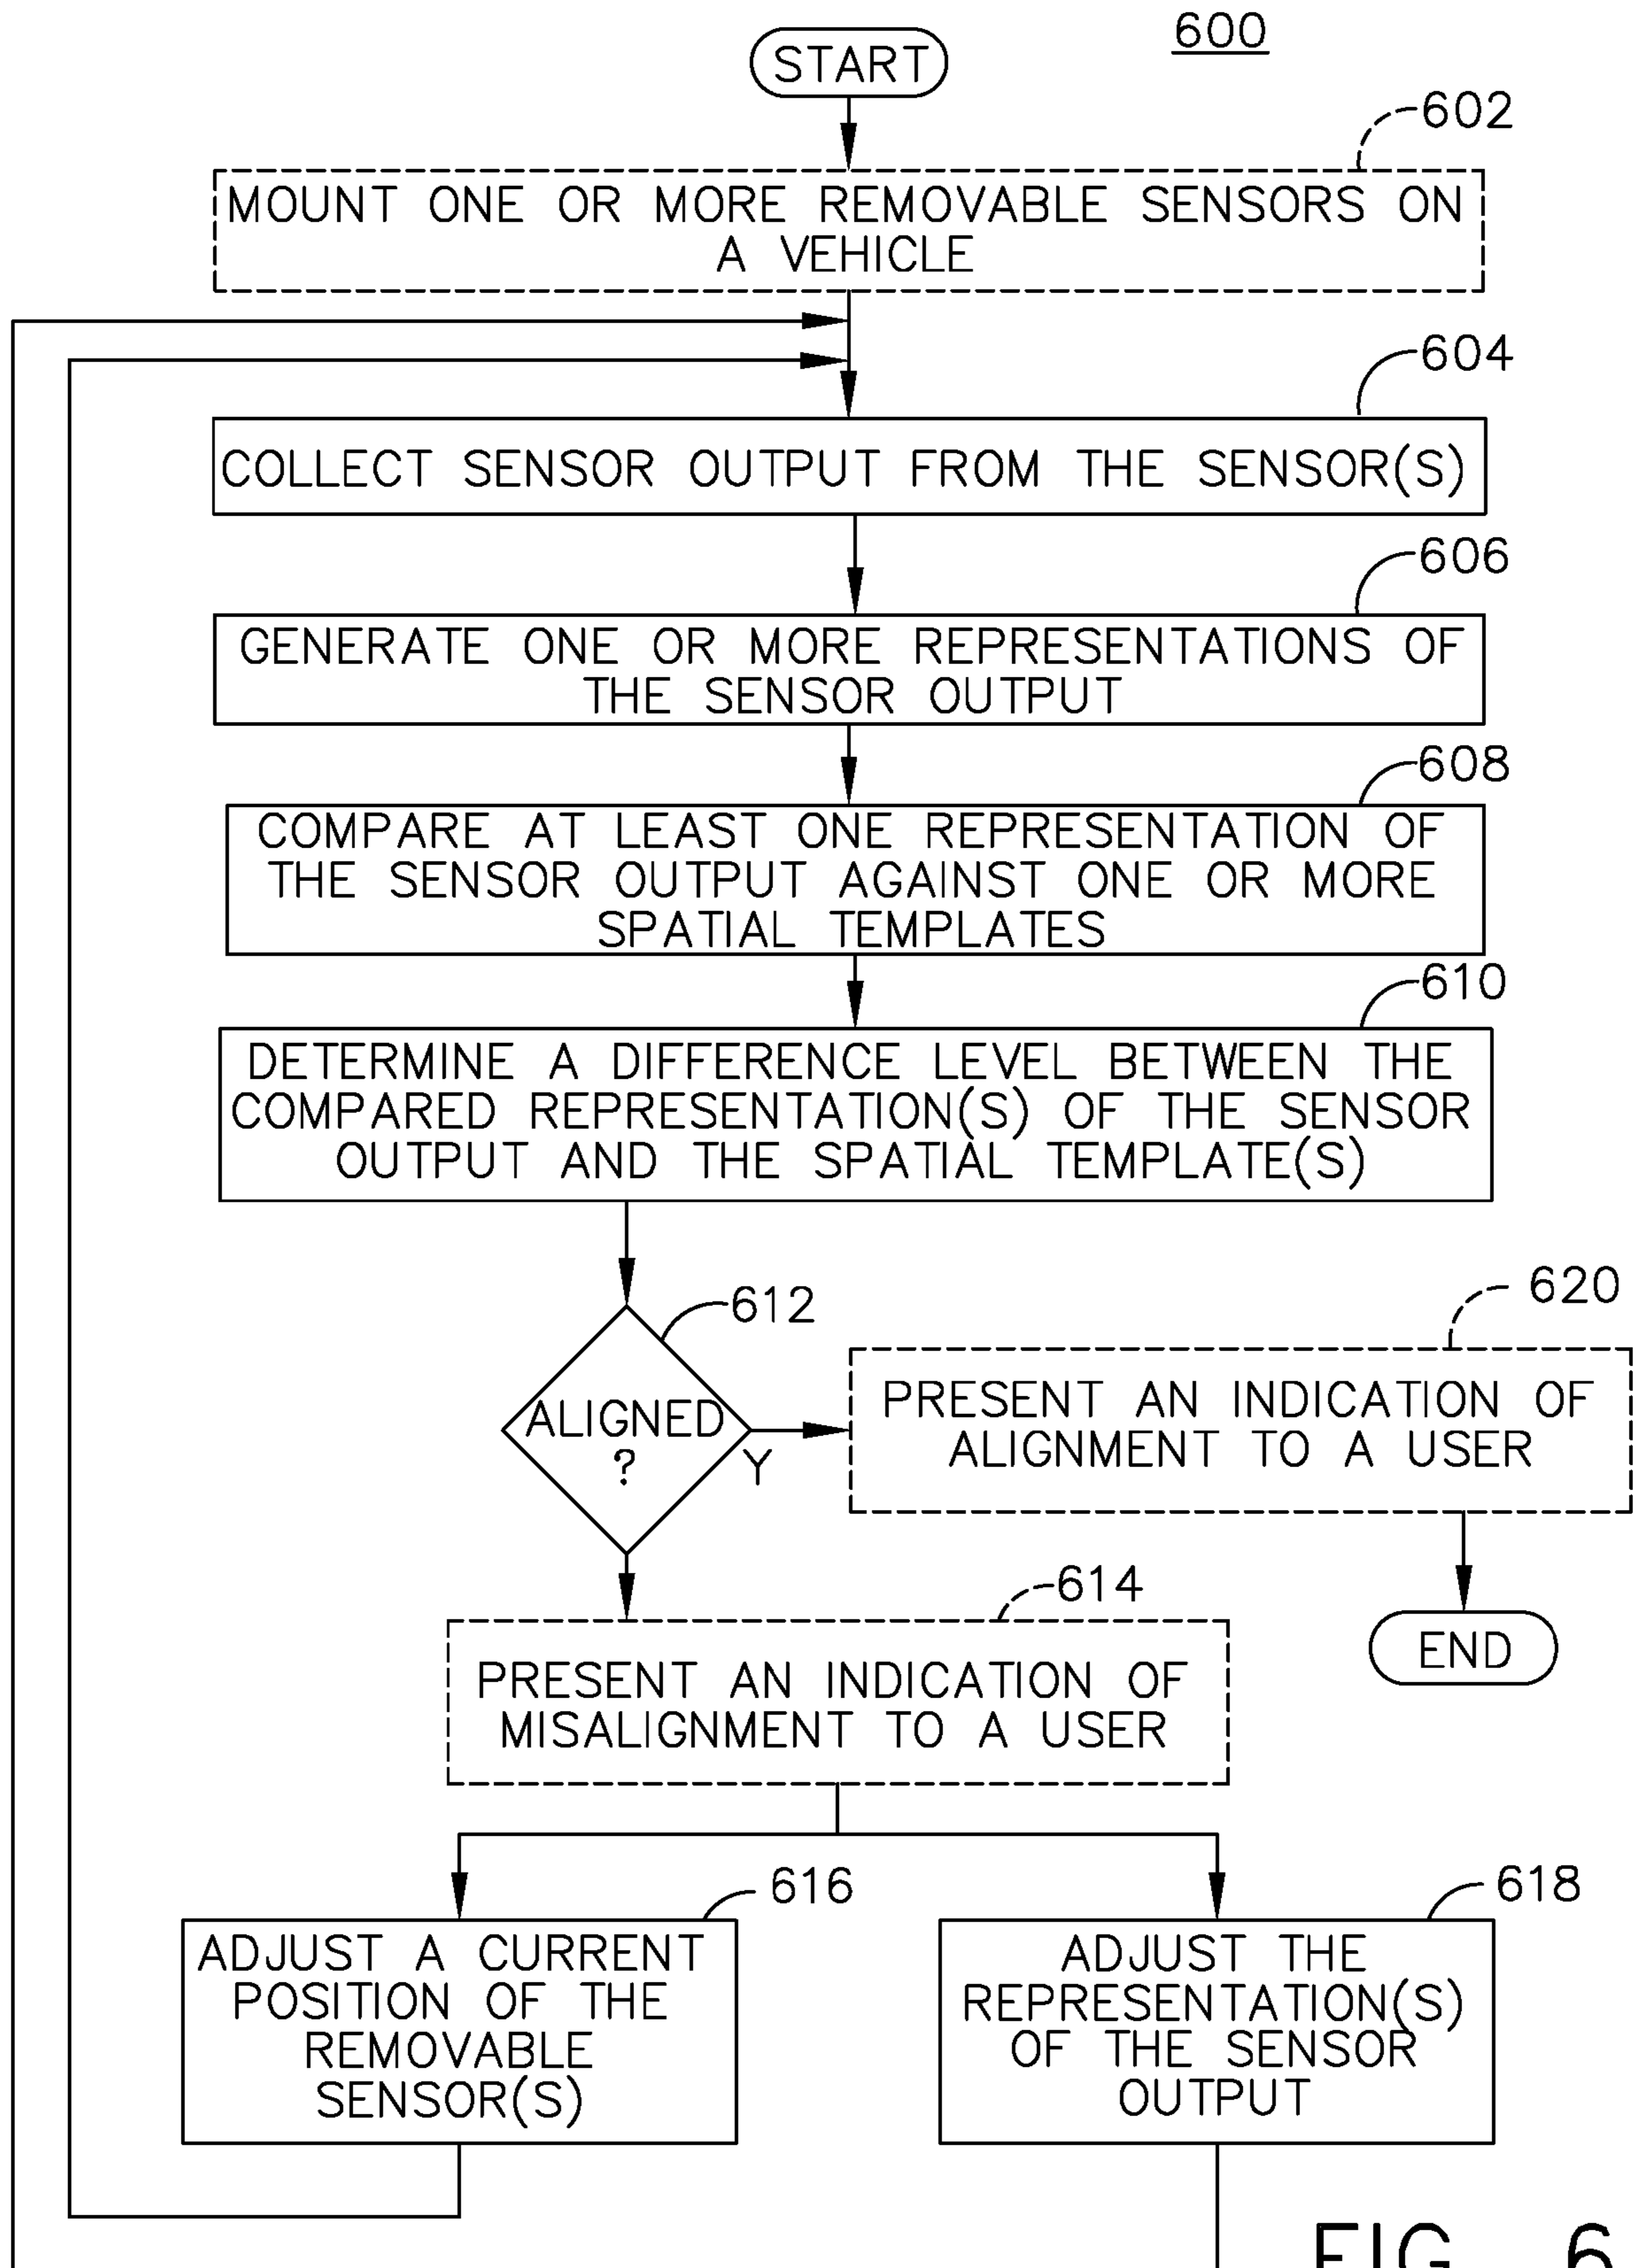 600
START
602
MOUNT ONE OR MORE REMOVABLE SENSORS ON
A VEHICLE
604
COLLECT SENSOR OUTPUT FROM THE SENSOR(S)
606
GENERATE ONE OR MORE REPRESENTATIONS OF
THE SENSOR OUTPUT
608
COMPARE AT LEAST ONE REPRESENTATION OF
THE SENSOR OUTPUT AGAINST ONE OR MORE
SPATIAL TEMPLATES
610
DETERMINE A DIFFERENCE LEVEL BETWEEN THE
COMPARED REPRESENTATION(S) OF THE SENSOR
OUTPUT AND THE SPATIAL TEMPLATE(S)
612
ALIGNED
?
Y
620
PRESENT AN INDICATION OF
ALIGNMENT TO A USER
END
614
PRESENT AN INDICATION OF
MISALIGNMENT TO A USER
616
ADJUST A CURRENT
POSITION OF THE
REMOVABLE
SENSOR(S)
618
ADJUST THE
REPRESENTATION(S)
OF THE SENSOR
OUTPUT
FIG. 6